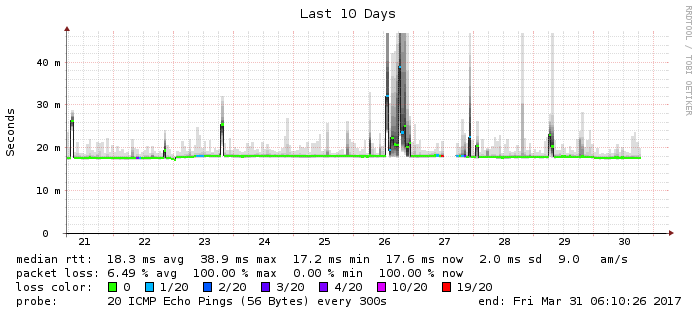 Last 10 Days
RRDTOOL / TOBI OETIKER
Seconds
40 m
30 m
20 m
10 m
0
21 22 23 24 25 26 27 28 29 30
median rtt: 18.3 ms avg 38.9 ms max 17.2 ms min 17.6 ms now 2.0 ms sd 9.0 am/s
packet loss: 6.49 % avg 100.00 % max 0.00 % min 100.00 % now
loss color: 0 1/20 2/20 3/20 4/20 10/20 19/20
probe: 20 ICMP Echo Pings (56 Bytes) every 300s end: Fri Mar 31 06:10:26 2017